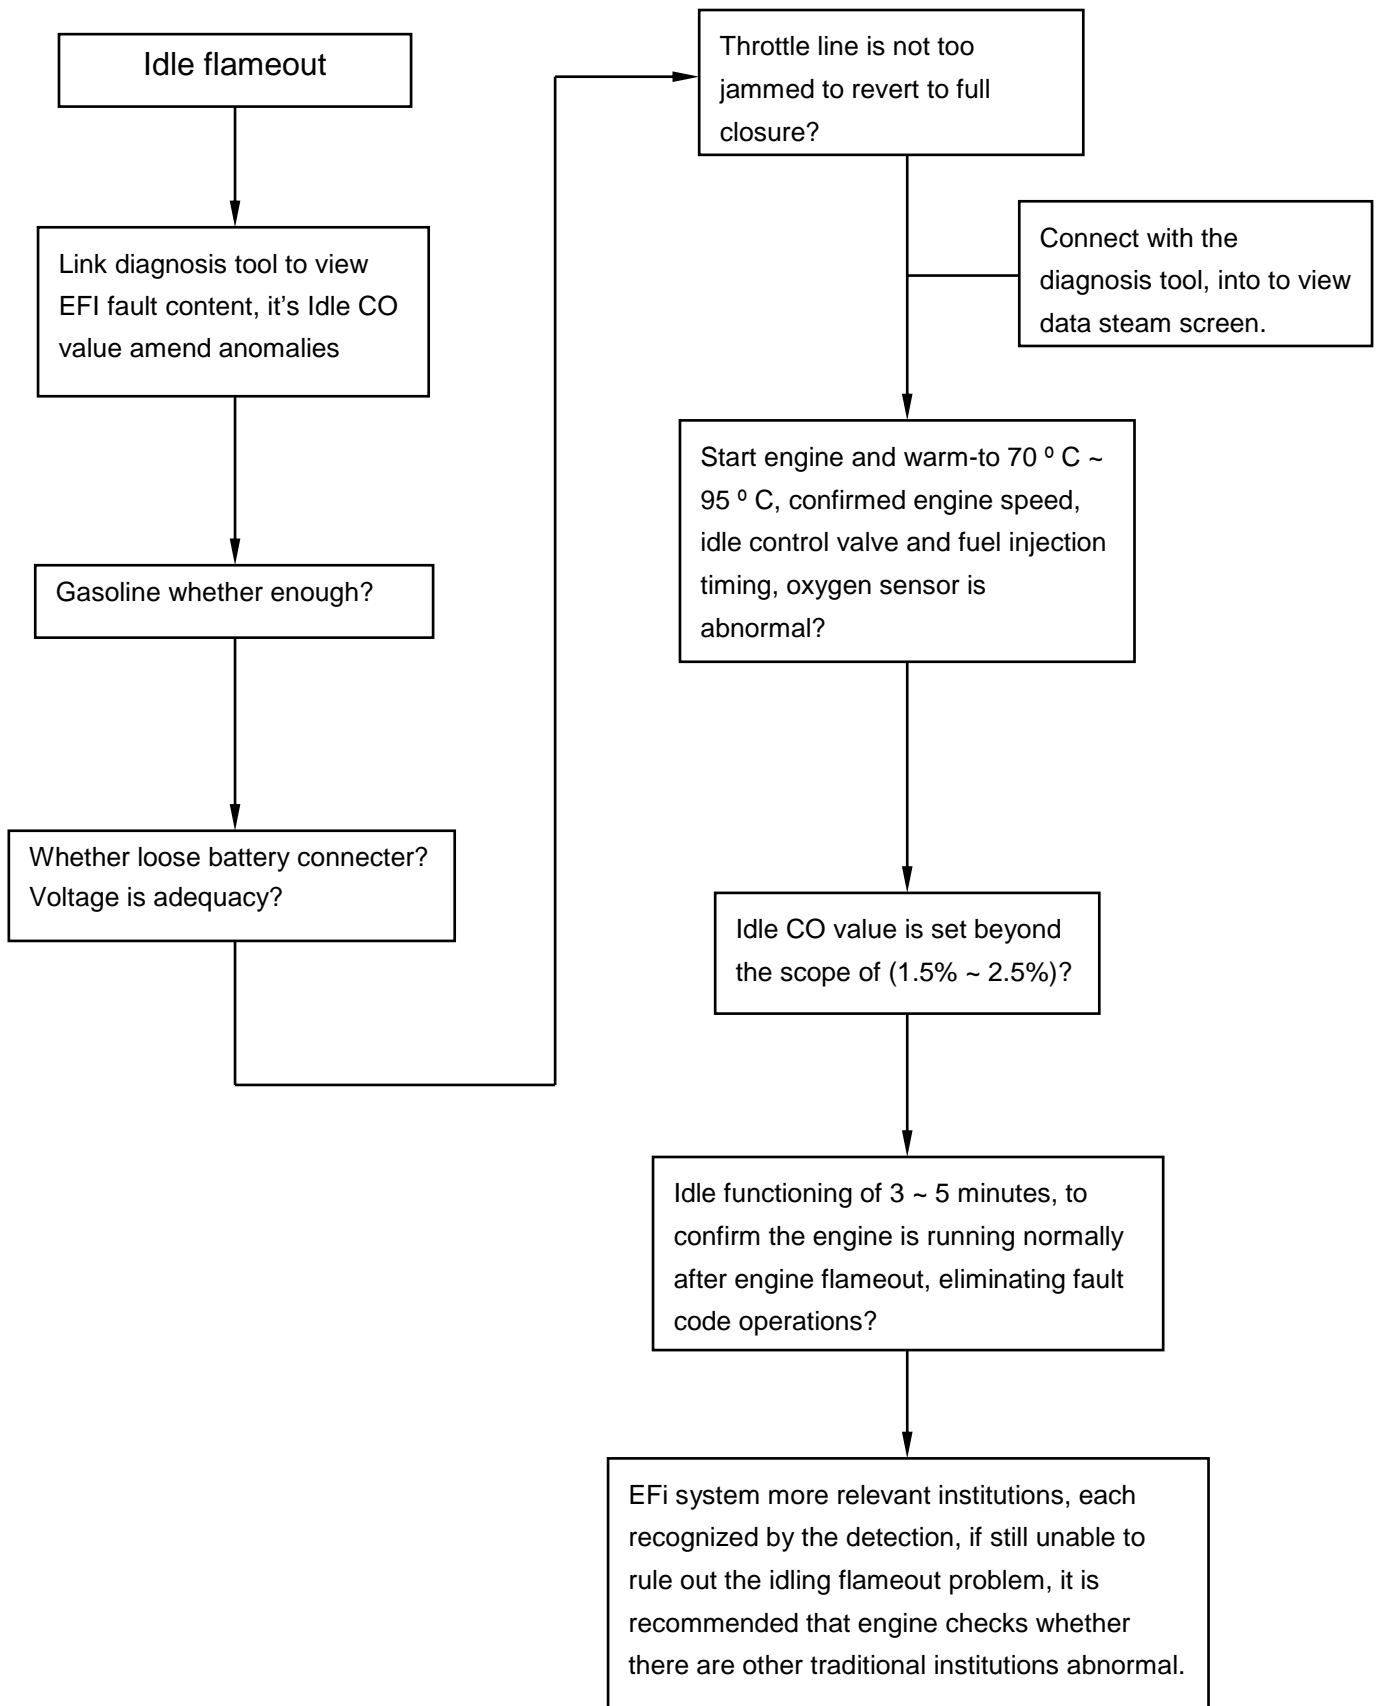 Idle flameout
Link diagnosis tool to view
EFI fault content, it's Idle CO
value amend anomalies
Gasoline whether enough?
Whether loose battery connecter?
Voltage is adequacy?
Throttle line is not too
jammed to revert to full
closure?
Connect with the
diagnosis tool, into to view
data steam screen.
Start engine and warm-to 70 º C ~
95 º C, confirmed engine speed,
idle control valve and fuel injection
timing, oxygen sensor is
abnormal?
Idle CO value is set beyond
the scope of (1.5% ~ 2.5%)?
Idle functioning of 3 ~ 5 minutes, to
confirm the engine is running normally
after engine flameout, eliminating fault
code operations?
EFi system more relevant institutions, each
recognized by the detection, if still unable to
rule out the idling flameout problem, it is
recommended that engine checks whether
there are other traditional institutions abnormal.